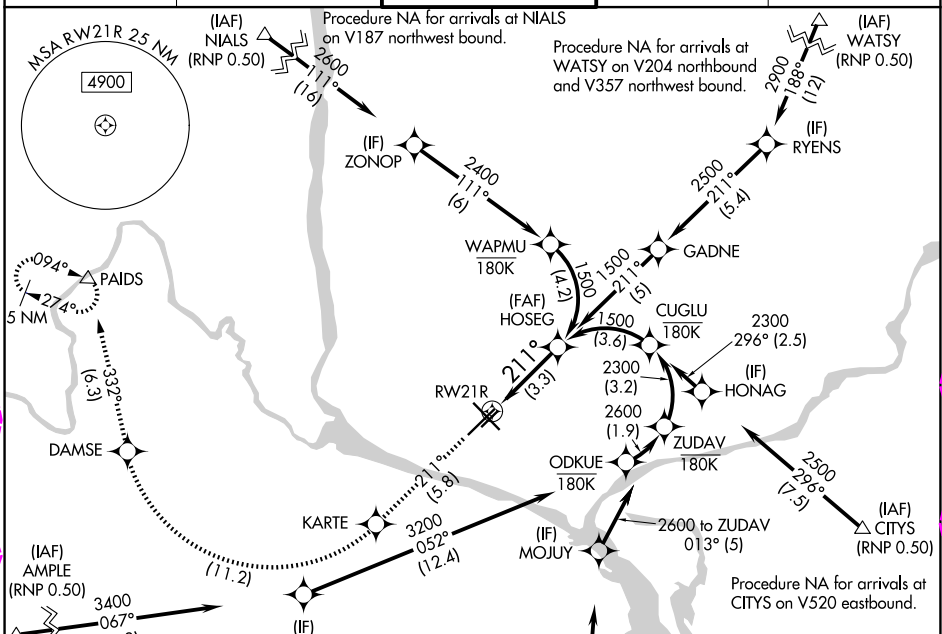 MSA RW21R 25 NM
4900
(IAF)
NIALS
(RNP 0.50)
Procedure NA for arrivals at NIALS
on V187 northwest bound.
2600
111°
(16)
Procedure NA for arrivals at
WATSY on V204 northbound
and V357 northwest bound.
(IAF)
WATSY
(RNP 0.50)
2900
188°
(12)
(IF)
ZONOP
2400
111°
(6)
(IF)
RYENS
2500
211°
(5.4)
WAPMU
180K
1500
(4.2)
GADNE
1500
211°
(5)
094°
PAIDS
274°
5 NM
(FAF)
HOSEG
CUGLU
180K
1500
(3.6)
2300
296° (2.5)
(IF)
HONAG
211°
(3.3)
RW21R
2300
(3.2)
2600
(1.9)
ZUDAV
180K
ODKUE
180K
332°
(6.3)
DAMSE
211°
(5.8)
2500
296°
(7.5)
(IAF)
CITYS
(RNP 0.50)
KARTE
3200
052°
(12.4)
(IF)
MOJUY
2600 to ZUDAV
013° (5)
(11.2)
(IAF)
AMPLE
(RNP 0.50)
3400
067°
(IF)
Procedure NA for arrivals at
CITYS on V520 eastbound.